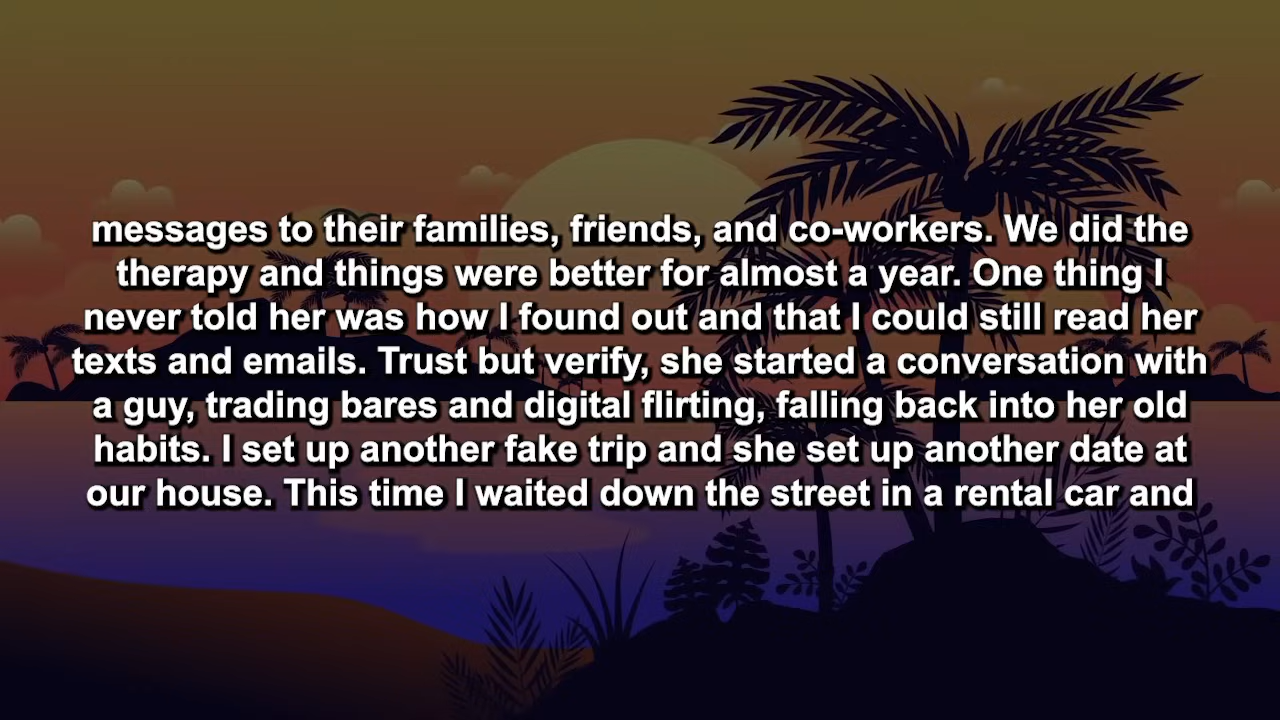 messages to their families, friends, and co-workers. We did the
therapy and things were better for almost a year. One thing I
never told her was how I found out and that I could still read her
texts and emails. Trust but verify, she started a conversation with
a guy, trading bares and digital flirting, falling back into her old
habits. I set up another fake trip and she set up another date at
our house. This time I waited down the street in a rental car and